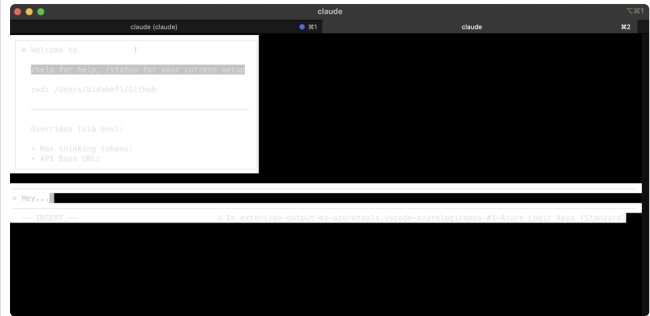 claude
⌥⌘1
claude (claude)
⌘1
claude
⌘2
* Welcome to !
/help for help, /status for your current setup
cwd: /Users/hidabefl/Github
Overrides (via env):
• Max thinking tokens:
• API Base URL:
> Hey...
-- INSERT --
⊙ In extension-output-ms-azuretools.vscode-azurelogicapps-#1-Azure Logic Apps (Standard)